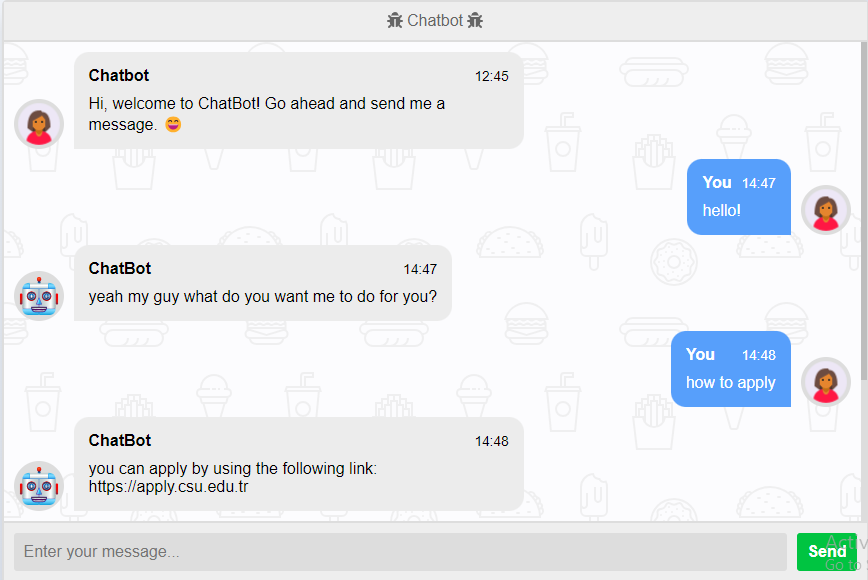 Chatbot
Chatbot 12:45
Hi, welcome to ChatBot! Go ahead and send me a
message. 😄
You 14:47
hello!
ChatBot 14:47
yeah my guy what do you want me to do for you?
You 14:48
how to apply
ChatBot 14:48
you can apply by using the following link:
https://apply.csu.edu.tr
Enter your message...
Send
Go to